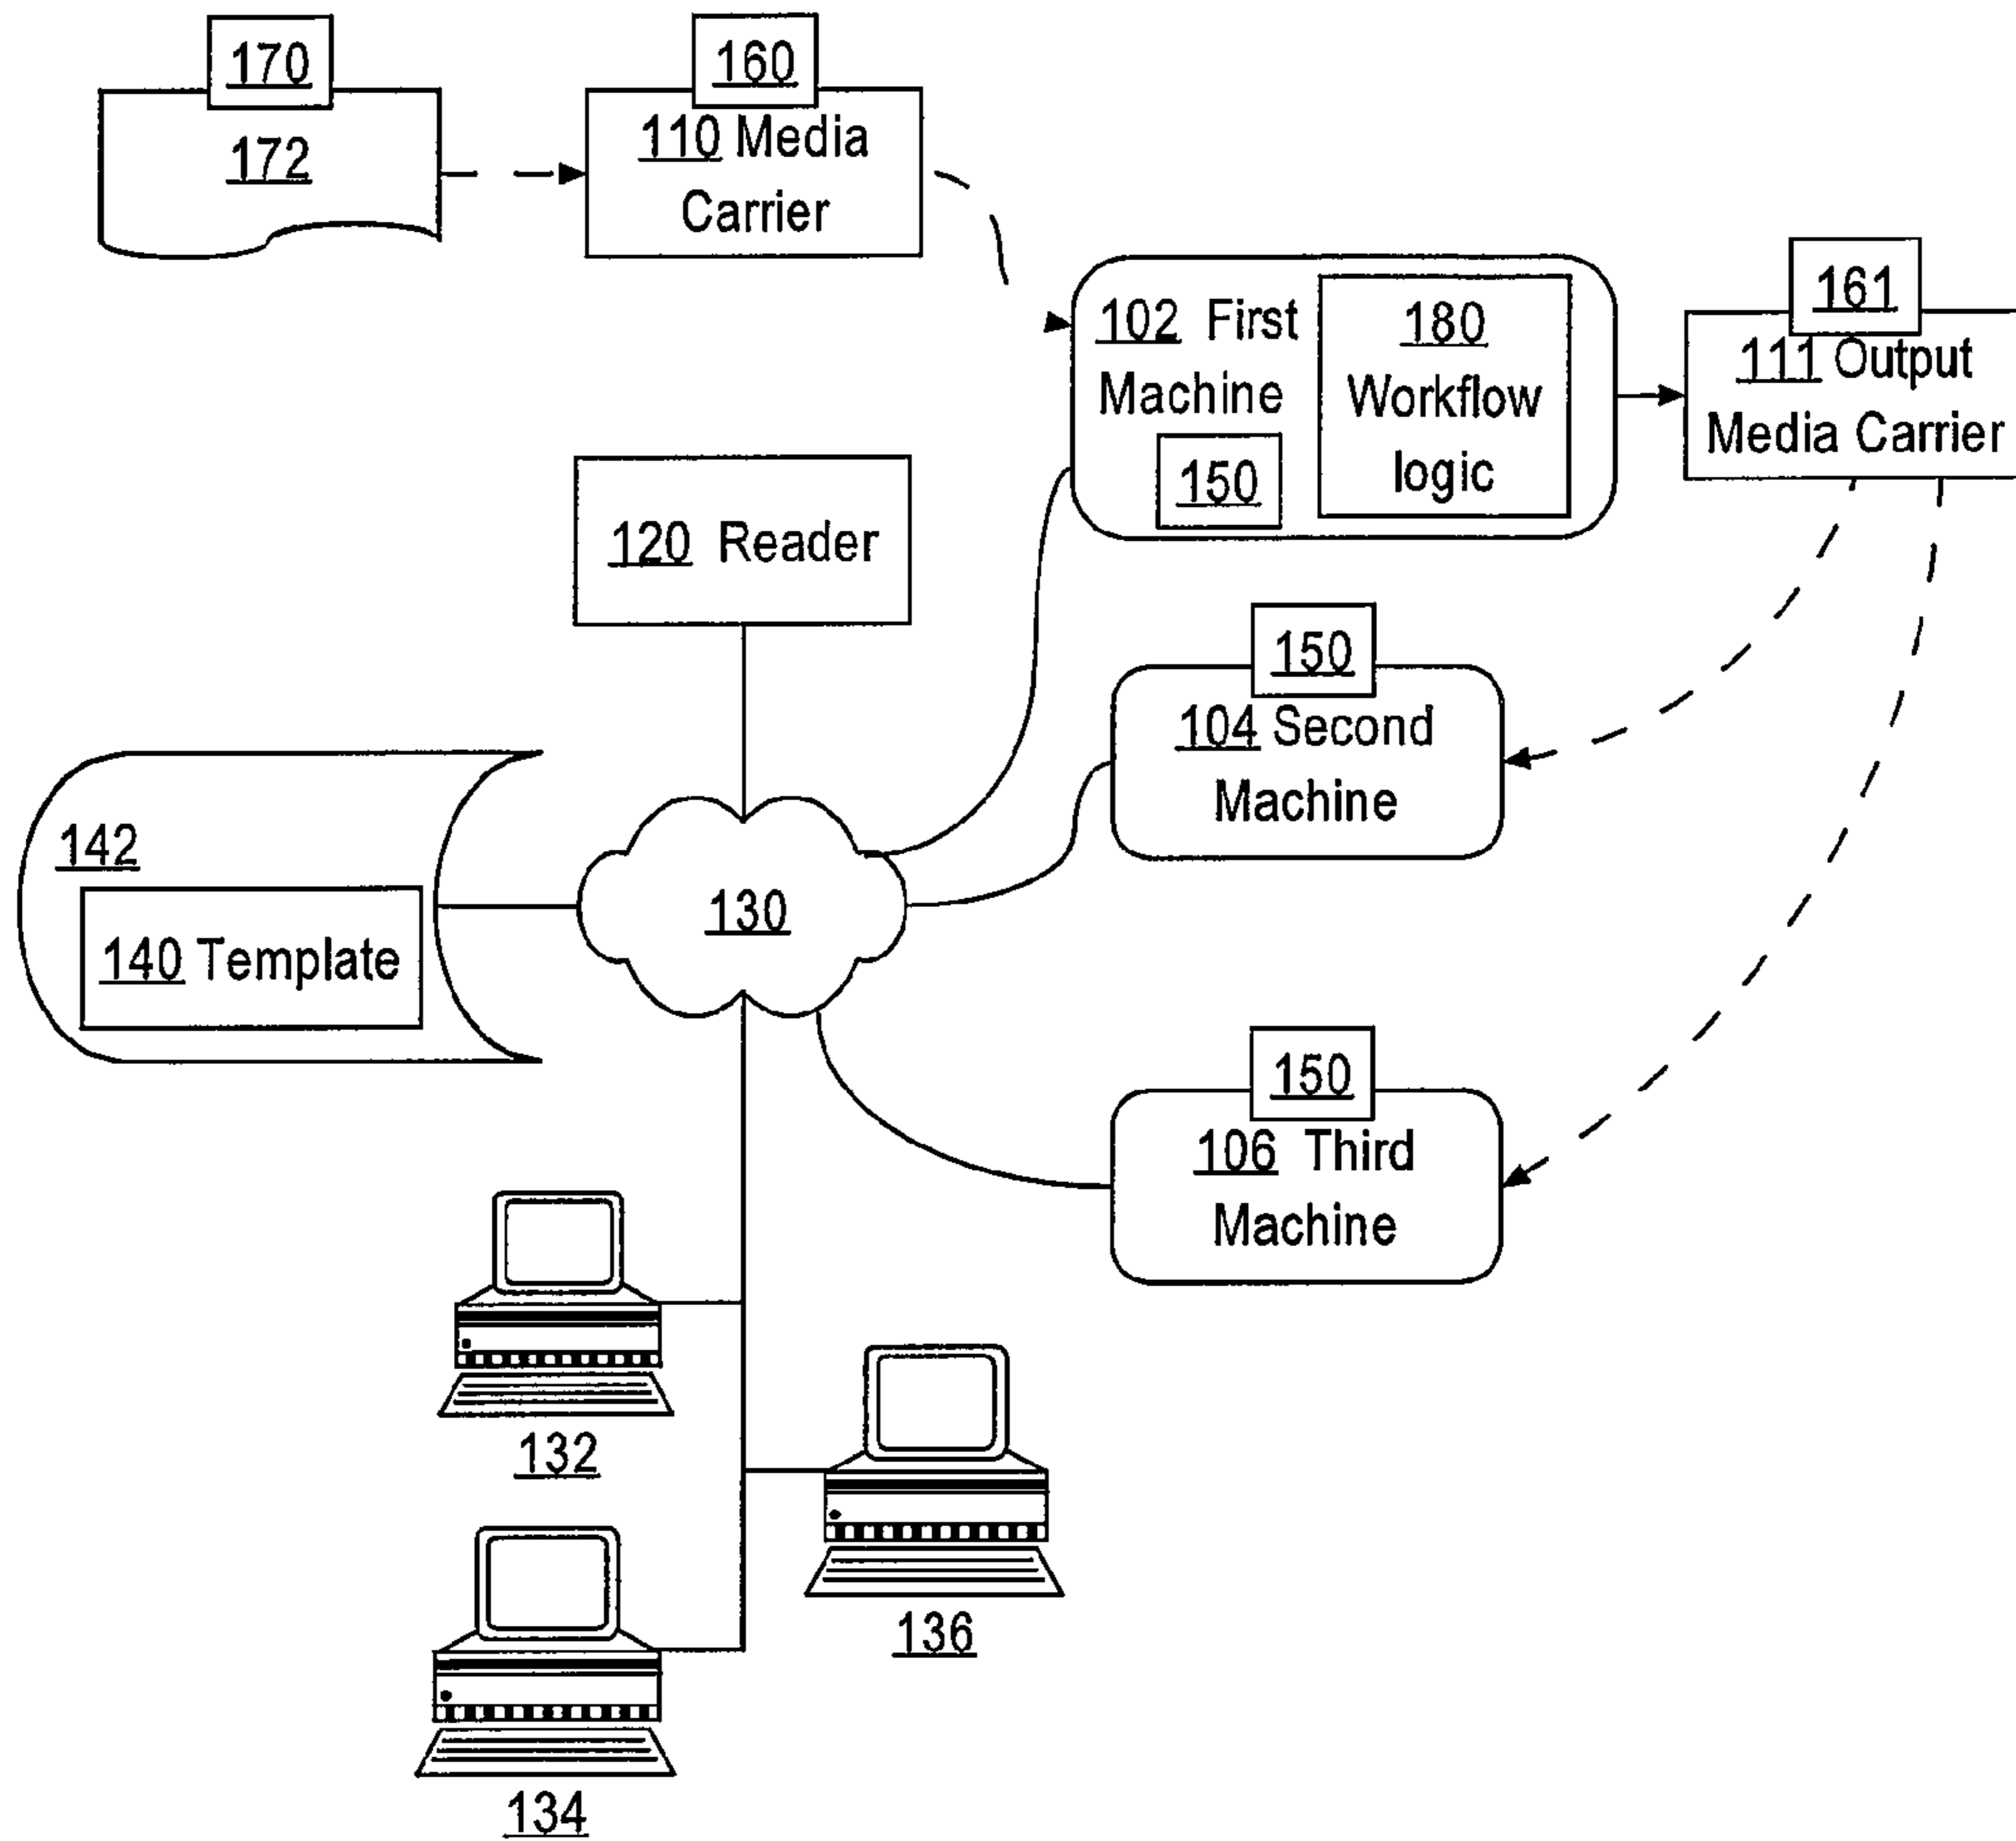 170
172
160
110 Media
Carrier
102 First
Machine
150
180
Workflow
logic
161
111 Output
Media Carrier
120 Reader
150
104 Second
Machine
142
140 Template
130
150
106 Third
Machine
132
136
134